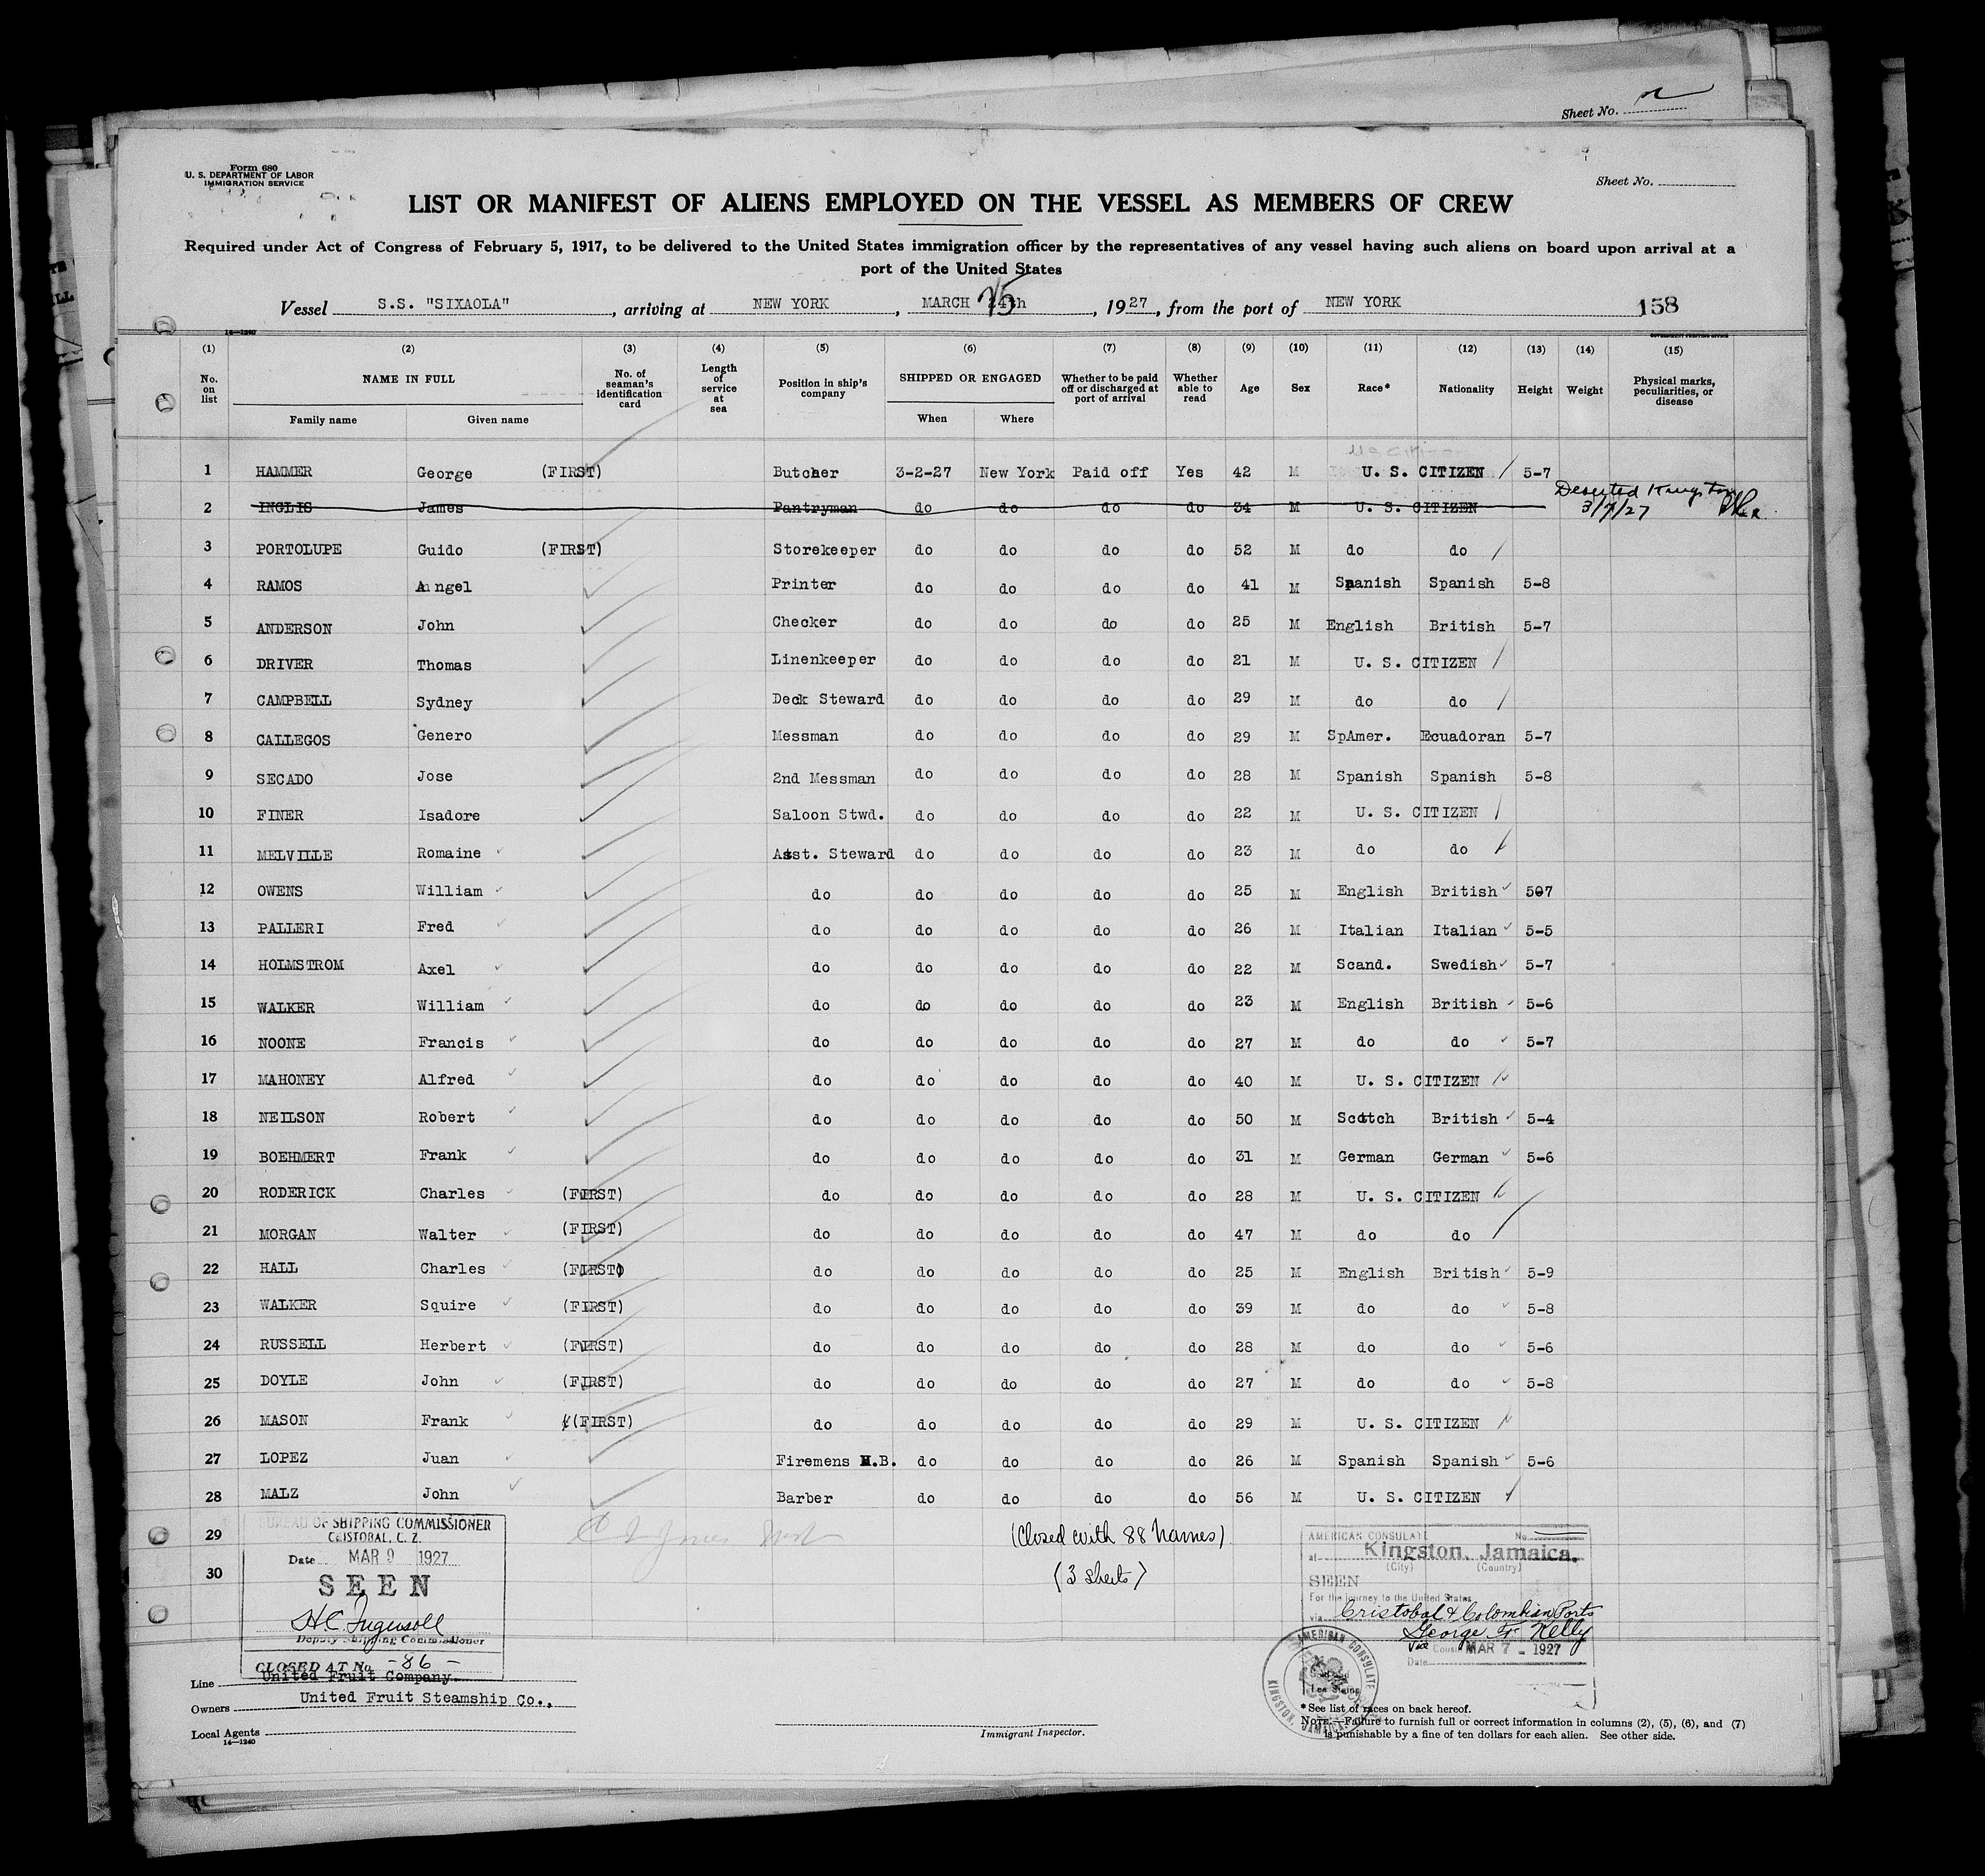 Sheet No.
Form 680
U. S. DEPARTMENT OF LABOR
IMMIGRATION SERVICE
Sheet No.
LIST OR MANIFEST OF ALIENS EMPLOYED ON THE VESSEL AS MEMBERS OF CREW
Required under Act of Congress of February 5, 1917, to be delivered to the United States immigration officer by the representatives of any vessel having such aliens on board upon arrival at a
port of the United States
Vessel S.S. "SIXAOLA", arriving at NEW YORK, MARCH 24th 25, 1927, from the port of NEW YORK 158
14—1240
(1) (2) (3) (4) (5) (6) (7) (8) (9) (10) (11) (12) (13) (14) (15)
No. on list NAME IN FULL Family name Given name No. of seaman's identification card Length of service at sea Position in ship's company SHIPPED OR ENGAGED When Where Whether to be paid off or discharged at port of arrival Whether able to read Age Sex Race* Nationality Height Weight Physical marks, peculiarities, or disease
1 HAMMER George (FIRST) Butcher 3-2-27 New York Paid off Yes 42 M U. S. CITIZEN 5-7
2 INGLIS James Pantryman do do do do 34 M U. S. CITIZEN Deserted Kingston 3/7/27
3 PORTOLUPE Guido (FIRST) Storekeeper do do do do 52 M do do
4 RAMOS Angel Printer do do do do 41 M Spanish Spanish 5-8
5 ANDERSON John Checker do do do do 25 M English British 5-7
6 DRIVER Thomas Linenkeeper do do do do 21 M U. S. CITIZEN
7 CAMPBELL Sydney Deck Steward do do do do 29 M do do
8 CALLEGOS Genero Messman do do do do 29 M SpAmer. Ecuadoran 5-7
9 SECADO Jose 2nd Messman do do do do 28 M Spanish Spanish 5-8
10 FINER Isadore Saloon Stwd. do do do do 22 M U. S. CITIZEN
11 MELVILLE Romaine Asst. Steward do do do do 23 M do do
12 OWENS William do do do do do 25 M English British 507
13 PALLERI Fred do do do do do 26 M Italian Italian 5-5
14 HOLMSTROM Axel do do do do do 22 M Scand. Swedish 5-7
15 WALKER William do do do do do 23 M English British 5-6
16 NOONE Francis do do do do do 27 M do do 5-7
17 MAHONEY Alfred do do do do do 40 M U. S. CITIZEN
18 NEILSON Robert do do do do do 50 M Scotch British 5-4
19 BOEHMERT Frank do do do do do 31 M German German 5-6
20 RODERICK Charles (FIRST) do do do do do 28 M U. S. CITIZEN
21 MORGAN Walter (FIRST) do do do do do 47 M do do
22 HALL Charles (FIRST) do do do do do 25 M English British 5-9
23 WALKER Squire (FIRST) do do do do do 39 M do do 5-8
24 RUSSELL Herbert (FIRST) do do do do do 28 M do do 5-6
25 DOYLE John (FIRST) do do do do do 27 M do do 5-8
26 MASON Frank (FIRST) do do do do do 29 M U. S. CITIZEN
27 LOPEZ Juan Firemens M.B. do do do do 26 M Spanish Spanish 5-6
28 MALZ John Barber do do do do 56 M U. S. CITIZEN
29 (Closed with 88 names)
30 (3 sheets)
BUREAU OF SHIPPING COMMISSIONER
CRISTOBAL, C. Z.
Date MAR 9 1927
SEEN
H.C. Ingersoll
Deputy Shipping Commissioner
CLOSED AT No. -86-
AMERICAN CONSULATE No.
at Kingston, Jamaica.
(City) (Country)
SEEN
For the journey to the United States
via Cristobal & Colombian Ports
George Fr. Kelly
Vice Consul
Date MAR 7 - 1927
AMERICAN CONSULATE
KINGSTON, JAMAICA
Line United Fruit Company
Owners United Fruit Steamship Co.,
Local Agents
14—1240
Immigrant Inspector.
*See list of races on back hereof.
NOTE.—Failure to furnish full or correct information in columns (2), (5), (6), and (7)
is punishable by a fine of ten dollars for each alien. See other side.